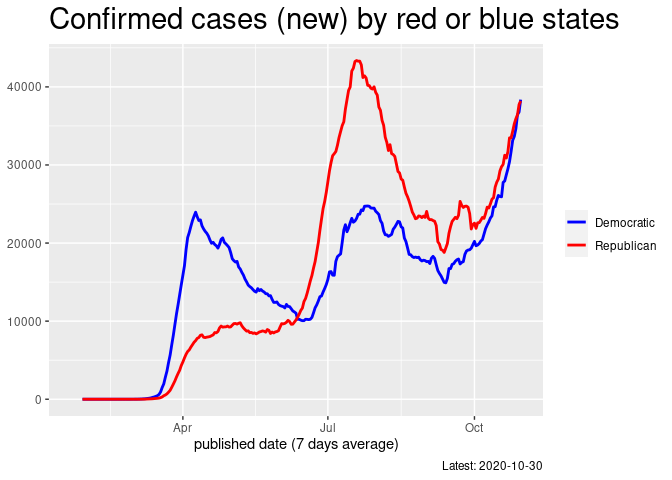 Confirmed cases (new) by red or blue states
40000
30000
20000
10000
0
Apr
Jul
Oct
published date (7 days average)
Democratic
Republican
Latest: 2020-10-30